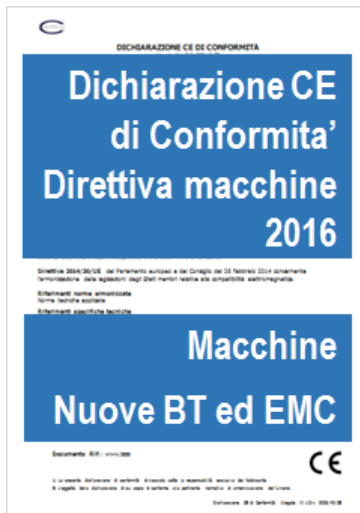 DICHIARAZIONE CE DI CONFORMITÀ
Dichiarazione CE
di Conformita’
Direttiva macchine
2016
Direttiva 2014/30/UE del Parlamento europeo e del Consiglio del 26 febbraio 2014 concernente
l'armonizzazione delle legislazioni degli Stati membri relative alla compatibilità elettromagnetica.
Riferimenti norme armonizzate
Norme tecniche applicate
Riferimenti specifiche tecniche
Macchine
Nuove BT ed EMC
Documento Rif.:
CE